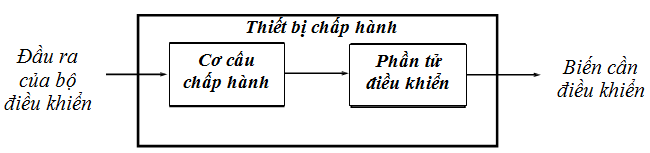 Thiết bị chấp hành
Đầu ra
của bộ
điều khiển
Cơ cấu
chấp hành
Phần tử
điều khiển
Biến cần
điều khiển